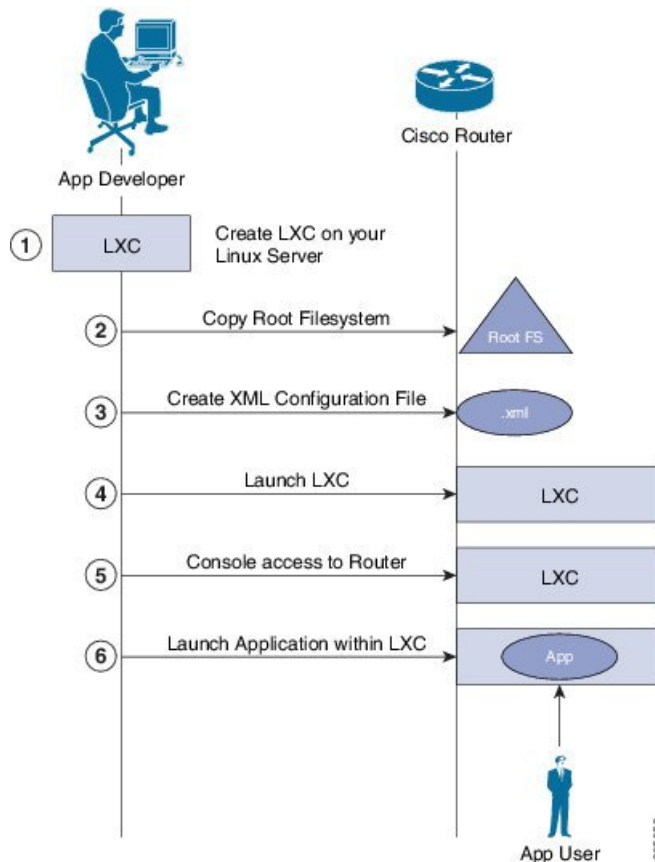 App Developer
Cisco Router
1
LXC
Create LXC on your
Linux Server
2
Copy Root Filesystem
Root FS
3
Create XML Configuration File
.xml
4
Launch LXC
LXC
5
Console access to Router
LXC
6
Launch Application within LXC
App
App User